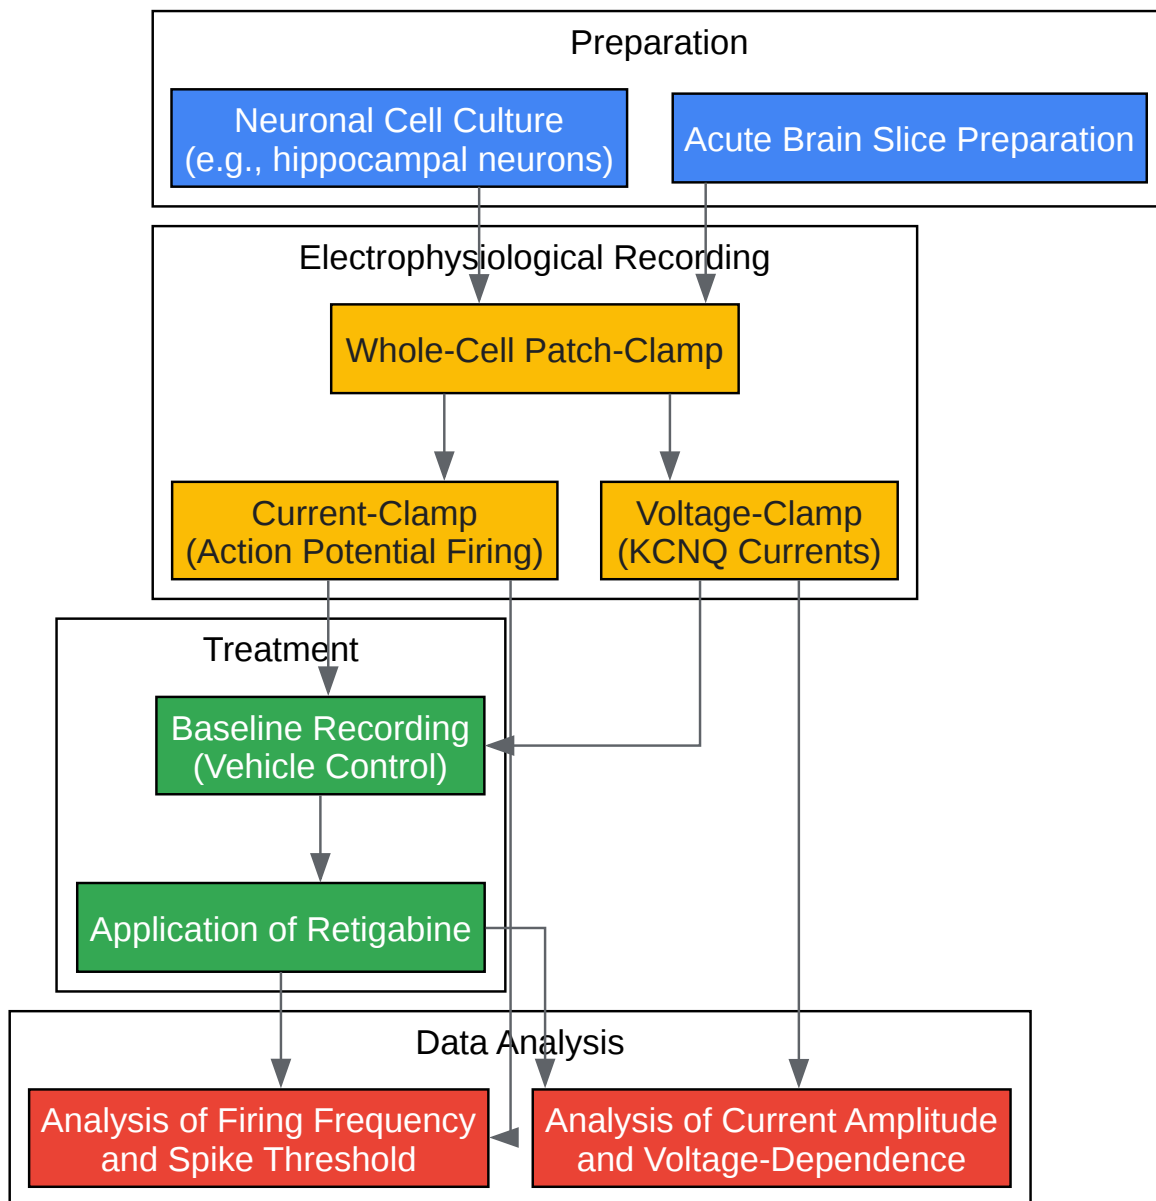 Preparation
Neuronal Cell Culture
(e.g., hippocampal neurons)
Acute Brain Slice Preparation
Electrophysiological Recording
Whole-Cell Patch-Clamp
Current-Clamp
(Action Potential Firing)
Voltage-Clamp
(KCNQ Currents)
Treatment
Baseline Recording
(Vehicle Control)
Application of Retigabine
Data Analysis
Analysis of Firing Frequency
and Spike Threshold
Analysis of Current Amplitude
and Voltage-Dependence